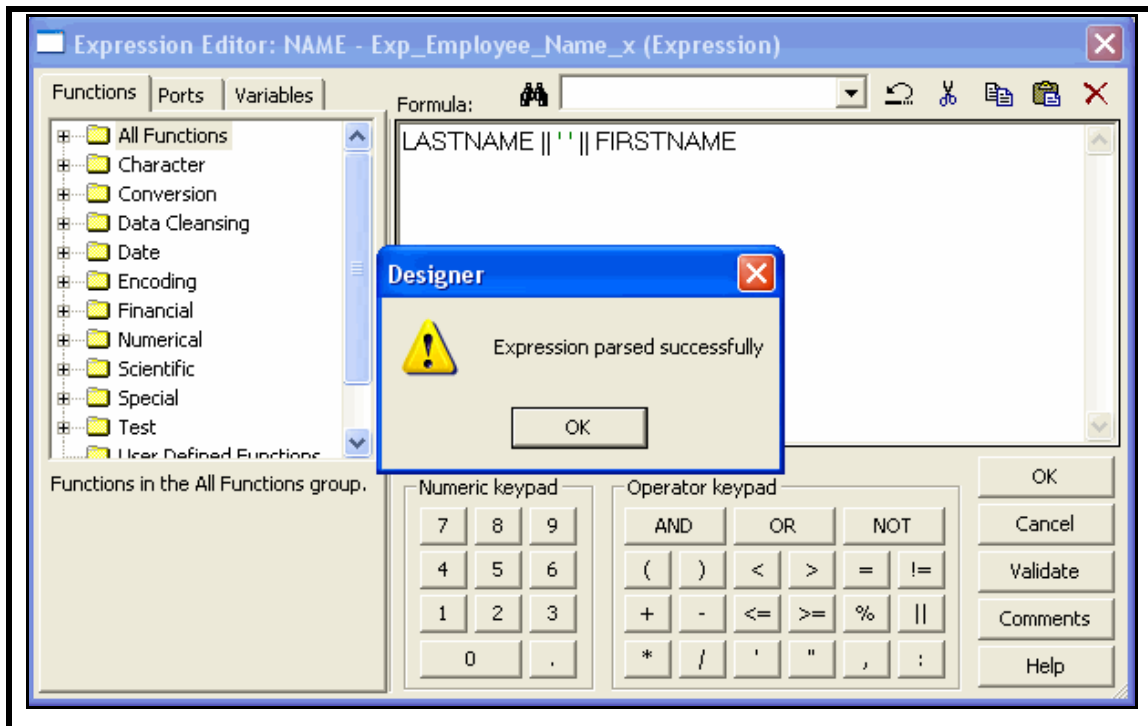 Expression Editor: NAME - Exp_Employee_Name_x (Expression)
Functions
Ports
Variables
Formula:
All Functions
Character
Conversion
Data Cleansing
Date
Encoding
Financial
Numerical
Scientific
Special
Test
User Defined Functions
Functions in the All Functions group.
LASTNAME || ' ' || FIRSTNAME
Designer
Expression parsed successfully
OK
Numeric keypad
7 8 9
4 5 6
1 2 3
0 .
Operator keypad
AND OR NOT
( ) < > = !=
+ - <= >= % ||
* / ' " , :
OK
Cancel
Validate
Comments
Help